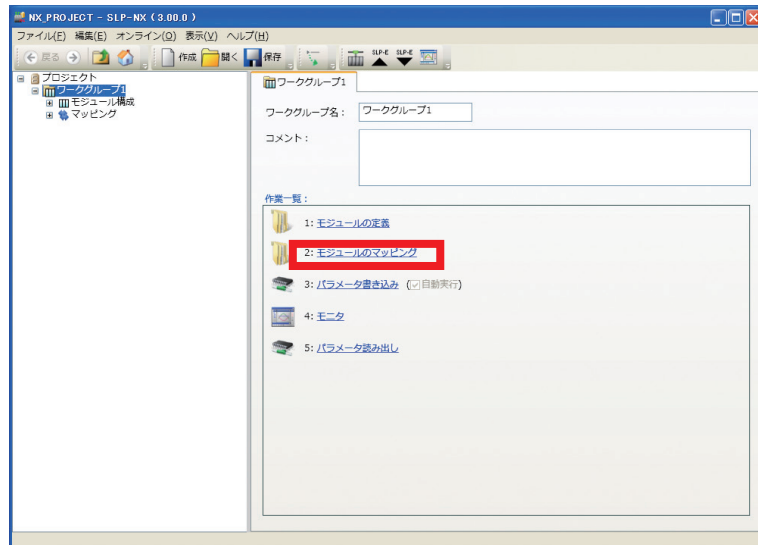 NX_PROJECT - SLP-NX (3.00.0)
ファイル(F) 編集(E) オンライン(O) 表示(V) ヘルプ(H)
戻る 作成 開く 保存 SLP-E SLP-E
プロジェクト
ワークグループ1
モジュール構成
マッピング
ワークグループ1
ワークグループ名: ワークグループ1
コメント:
作業一覧:
1: モジュールの定義
2: モジュールのマッピング
3: パラメータ書き込み (自動実行)
4: モニタ
5: パラメータ読み出し